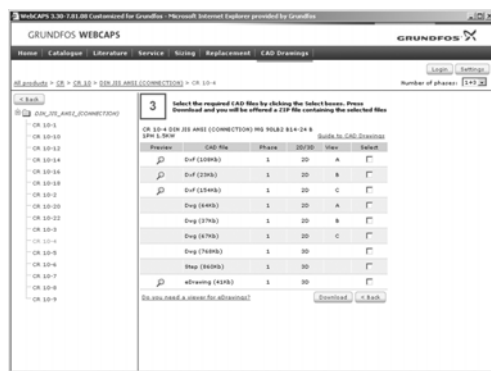 WebCAPS 3.30-7.01.00 Customized for Grundfos - Microsoft Internet Explorer provided by Grundfos
GRUNDFOS WEBCAPS
GRUNDFOS
Home Catalogue Literature Service Sizing Replacement CAD Drawings
Login Settings
All products > CR > CR 10 > DIN JIS ANSI (CONNECTION) > CR 10-4
Number of phases:
< Back
DIN_JIS_ANSI_(CONNECTION)
CR 10-1
CR 10-10
CR 10-12
CR 10-14
CR 10-16
CR 10-18
CR 10-2
CR 10-20
CR 10-22
CR 10-3
CR 10-4
CR 10-5
CR 10-6
CR 10-7
CR 10-8
CR 10-9
3
Select the required CAD files by clicking the Select boxes. Press
Download and you will be offered a ZIP file containing the selected files
CR 10-4 DIN JIS ANSI (CONNECTION) MG 90LB2 B14-24 B
1PH 1.5KW
Guide to CAD Drawings
Preview CAD file Phase 2D/3D View Select
Dxf (108Kb) 1 2D A
Dxf (23Kb) 1 2D B
Dxf (154Kb) 1 2D C
Dwg (64Kb) 1 2D A
Dwg (37Kb) 1 2D B
Dwg (67Kb) 1 2D C
Dwg (768Kb) 1 3D
Step (860Kb) 1 3D
eDrawing (41Kb) 1 3D
Do you need a viewer for eDrawings?
Download < Back